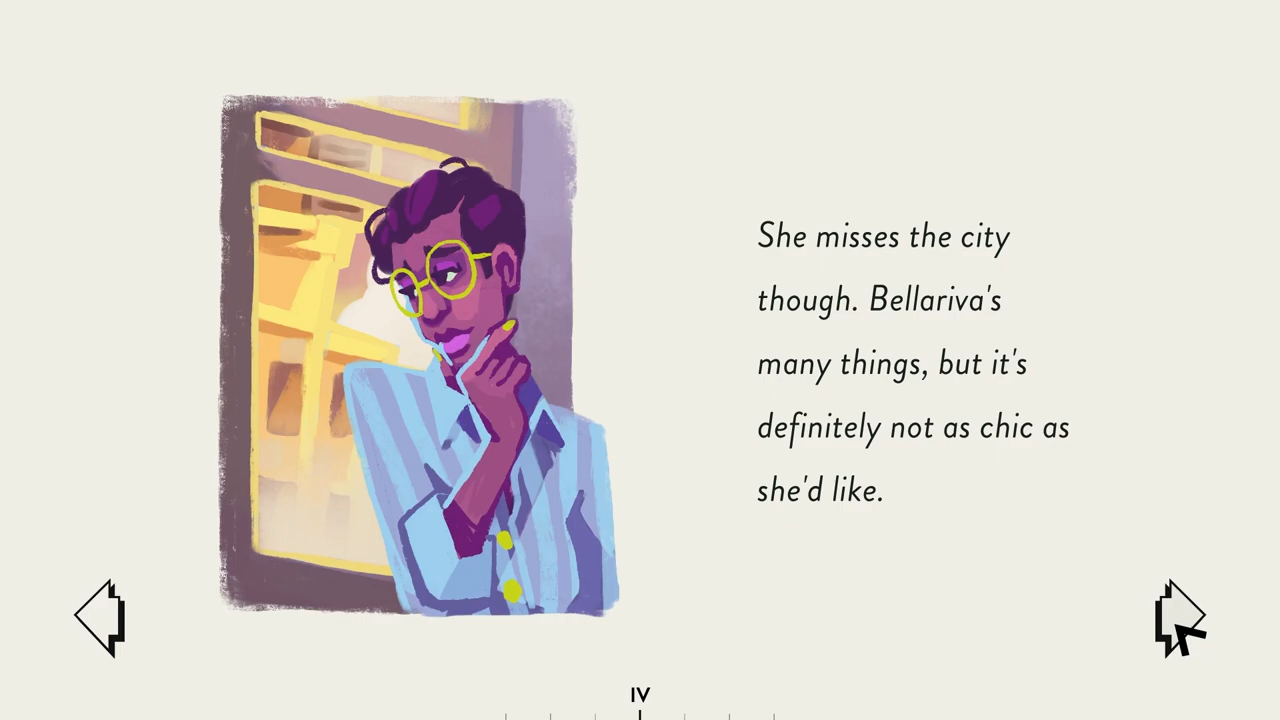 She misses the city
though. Bellariva's
many things, but it's
definitely not as chic as
she'd like.
IV